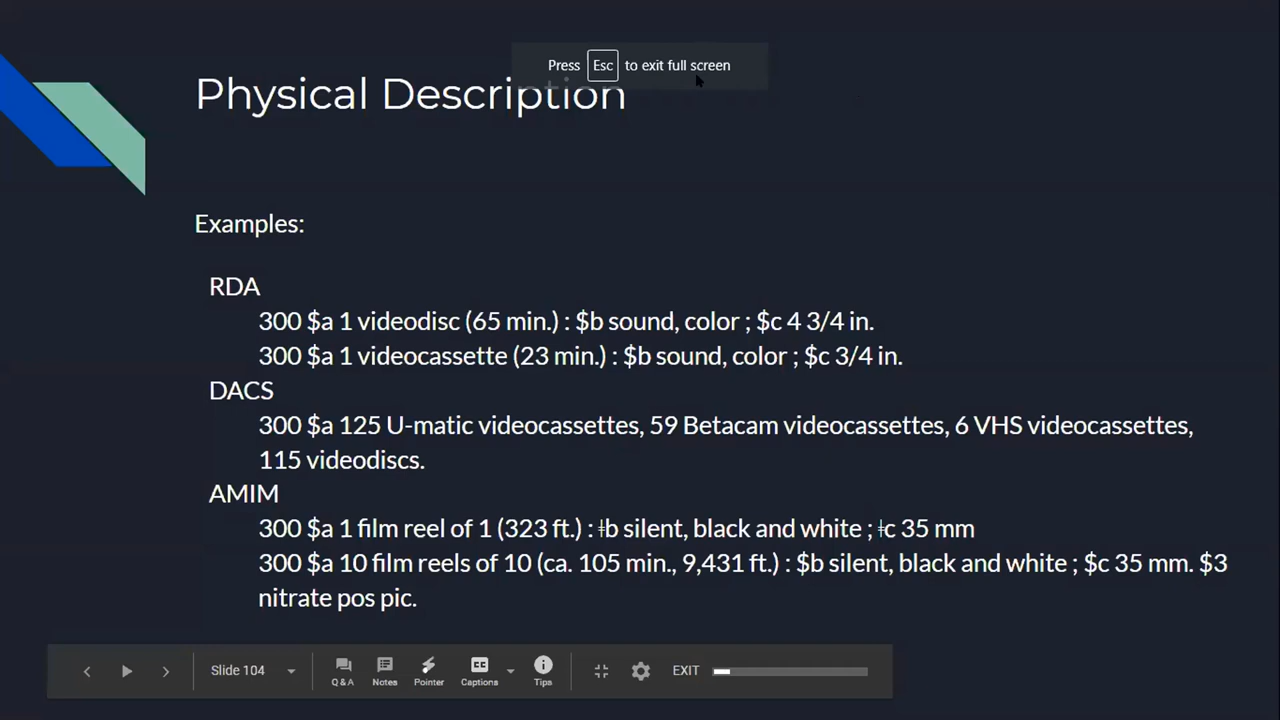 Press Esc to exit full screen
Physical Description
Examples:
RDA
300 $a 1 videodisc (65 min.) : $b sound, color ; $c 4 3/4 in.
300 $a 1 videocassette (23 min.) : $b sound, color ; $c 3/4 in.
DACS
300 $a 125 U-matic videocassettes, 59 Betacam videocassettes, 6 VHS videocassettes,
115 videodiscs.
AMIM
300 $a 1 film reel of 1 (323 ft.) : ǂb silent, black and white ; ǂc 35 mm
300 $a 10 film reels of 10 (ca. 105 min., 9,431 ft.) : $b silent, black and white ; $c 35 mm. $3
nitrate pos pic.
Slide 104 Q & A Notes Pointer CC Captions Tips EXIT